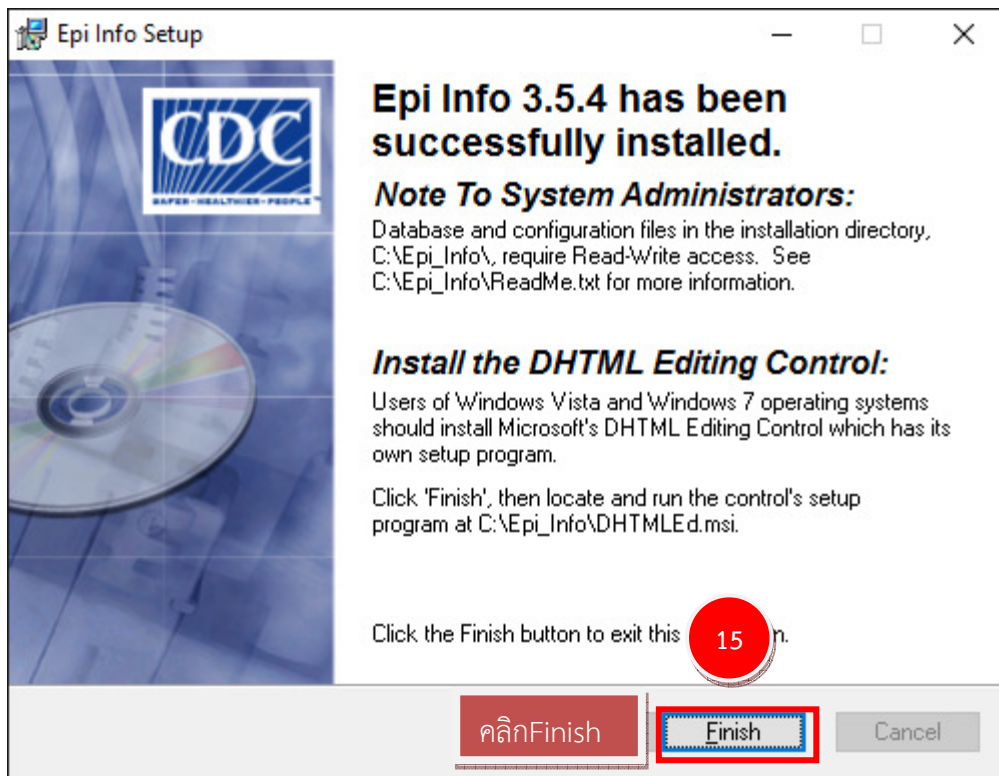 Epi Info Setup
CDC
SAFER·HEALTHIER·PEOPLE™
Epi Info 3.5.4 has been
successfully installed.
Note To System Administrators:
Database and configuration files in the installation directory,
C:\Epi_Info\, require Read-Write access. See
C:\Epi_Info\ReadMe.txt for more information.
Install the DHTML Editing Control:
Users of Windows Vista and Windows 7 operating systems
should install Microsoft's DHTML Editing Control which has its
own setup program.
Click 'Finish', then locate and run the control's setup
program at C:\Epi_Info\DHTMLEd.msi.
Click the Finish button to exit this n.
15
คลิกFinish
Finish
Cancel